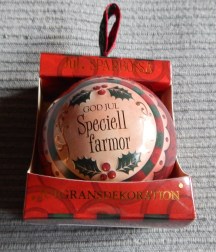 GOD JUL
Speciell
farmor
GRANSDEKORATION